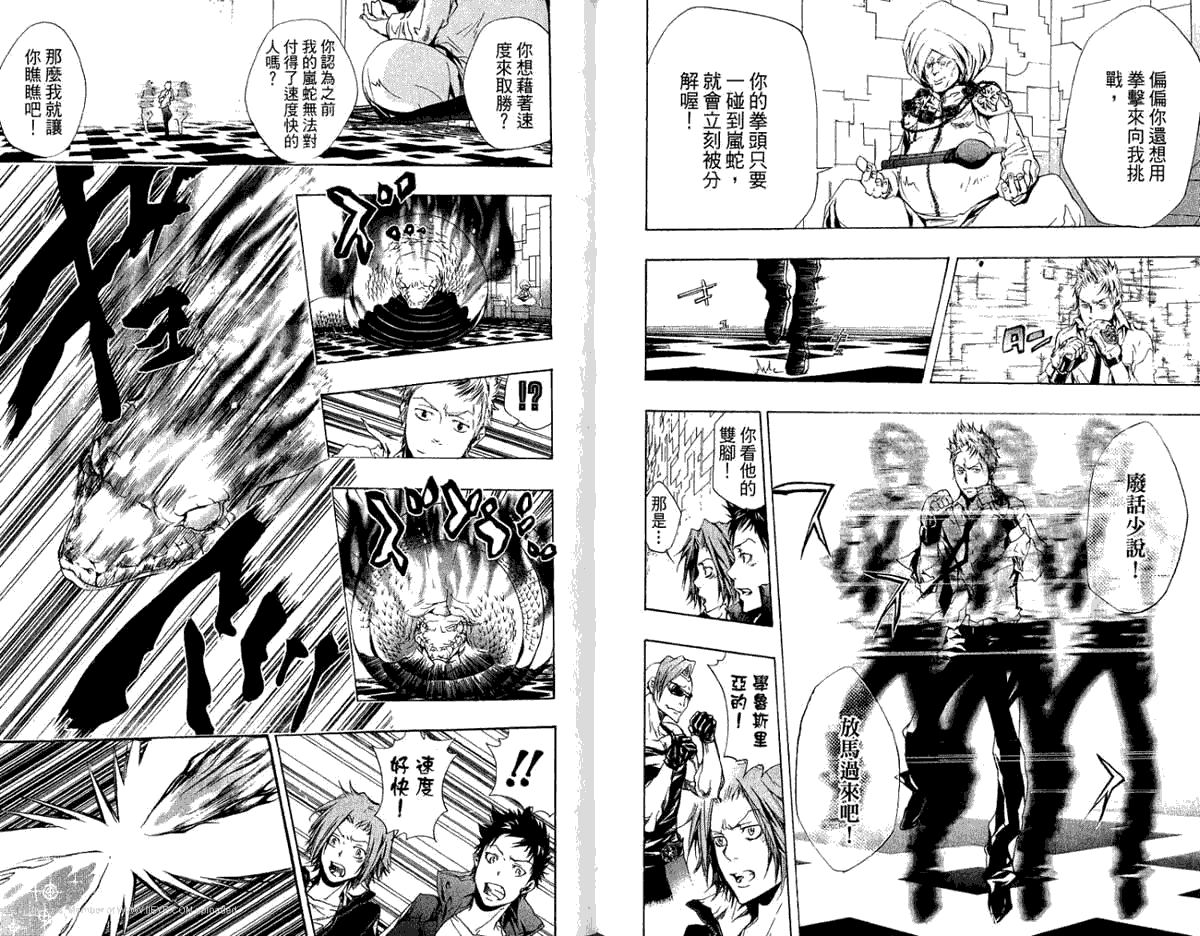 偏偏你還想用
拳擊來向我挑
戰，
你的拳頭只要
一碰到嵐蛇，
就會立刻被分
解喔！
廢話少說！
放馬過來吧！
你看他的
雙腳！
那是…
畢魯斯里
亞的！
你想藉著速
度來取勝？
你認為之前
我的嵐蛇無法對
付得了速度快的
人嗎？
那麼我就讓
你瞧瞧吧！
!?
!!
速度
好快！